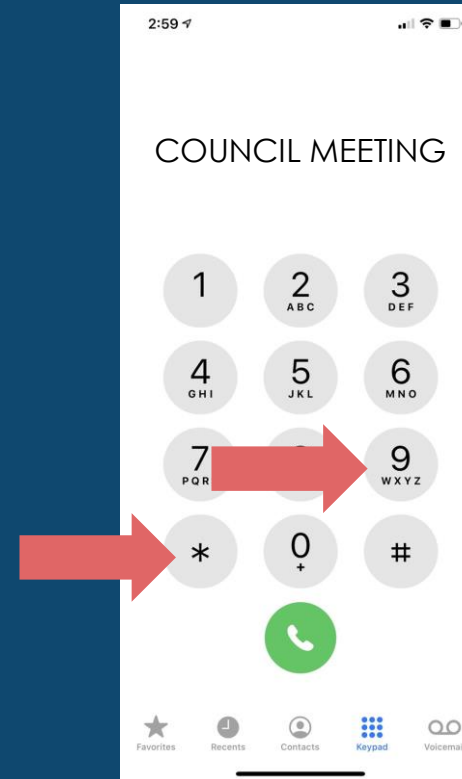 2:59
COUNCIL MEETING
1 2 3
ABC DEF
4 5 6
GHI JKL MNO
7 9
PQR WXYZ
* 0 #
+
Favorites Recents Contacts Keypad Voicemail